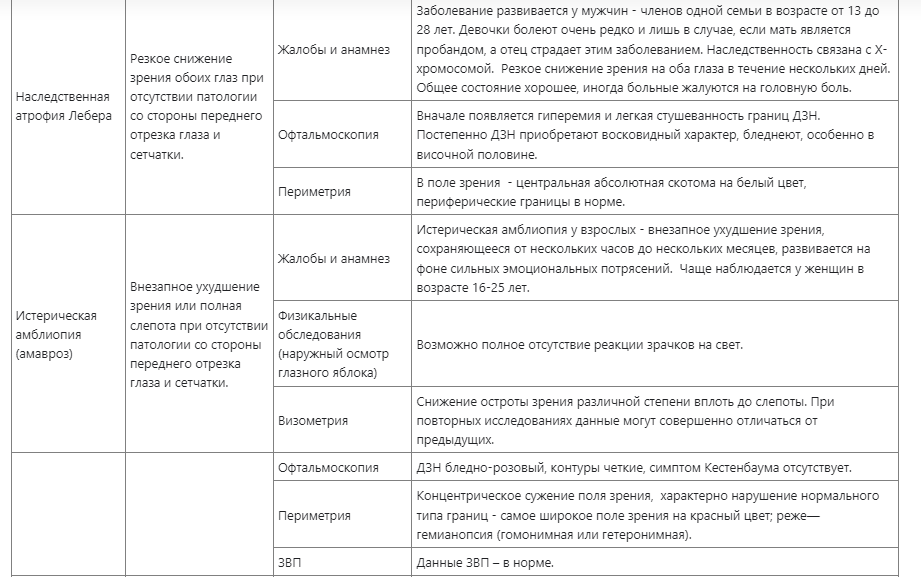 Наследственная
атрофия Лебера
Резкое снижение
зрения обоих глаз при
отсутствии патологии
со стороны переднего
отрезка глаза и
сетчатки.
Жалобы и анамнез
Заболевание развивается у мужчин - членов одной семьи в возрасте от 13 до
28 лет. Девочки болеют очень редко и лишь в случае, если мать является
пробандом, а отец страдает этим заболеванием. Наследственность связана с X-
хромосомой. Резкое снижение зрения на оба глаза в течение нескольких дней.
Общее состояние хорошее, иногда больные жалуются на головную боль.
Офтальмоскопия
Вначале появляется гиперемия и легкая стушеванность границ ДЗН.
Постепенно ДЗН приобретают восковидный характер, бледнеют, особенно в
височной половине.
Периметрия
В поле зрения - центральная абсолютная скотома на белый цвет,
периферические границы в норме.
Истерическая
амблиопия
(амавроз)
Внезапное ухудшение
зрения или полная
слепота при отсутствии
патологии со стороны
переднего отрезка
глаза и сетчатки.
Жалобы и анамнез
Истерическая амблиопия у взрослых - внезапное ухудшение зрения,
сохраняющееся от нескольких часов до нескольких месяцев, развивается на
фоне сильных эмоциональных потрясений. Чаще наблюдается у женщин в
возрасте 16-25 лет.
Физикальные
обследования
(наружный осмотр
глазного яблока)
Возможно полное отсутствие реакции зрачков на свет.
Визометрия
Снижение остроты зрения различной степени вплоть до слепоты. При
повторных исследованиях данные могут совершенно отличаться от
предыдущих.
Офтальмоскопия
ДЗН бледно-розовый, контуры четкие, симптом Кестенбаума отсутствует.
Периметрия
Концентрическое сужение поля зрения, характерно нарушение нормального
типа границ - самое широкое поле зрения на красный цвет; реже—
гемианопсия (гомонимная или гетеронимная).
ЗВП
Данные ЗВП – в норме.